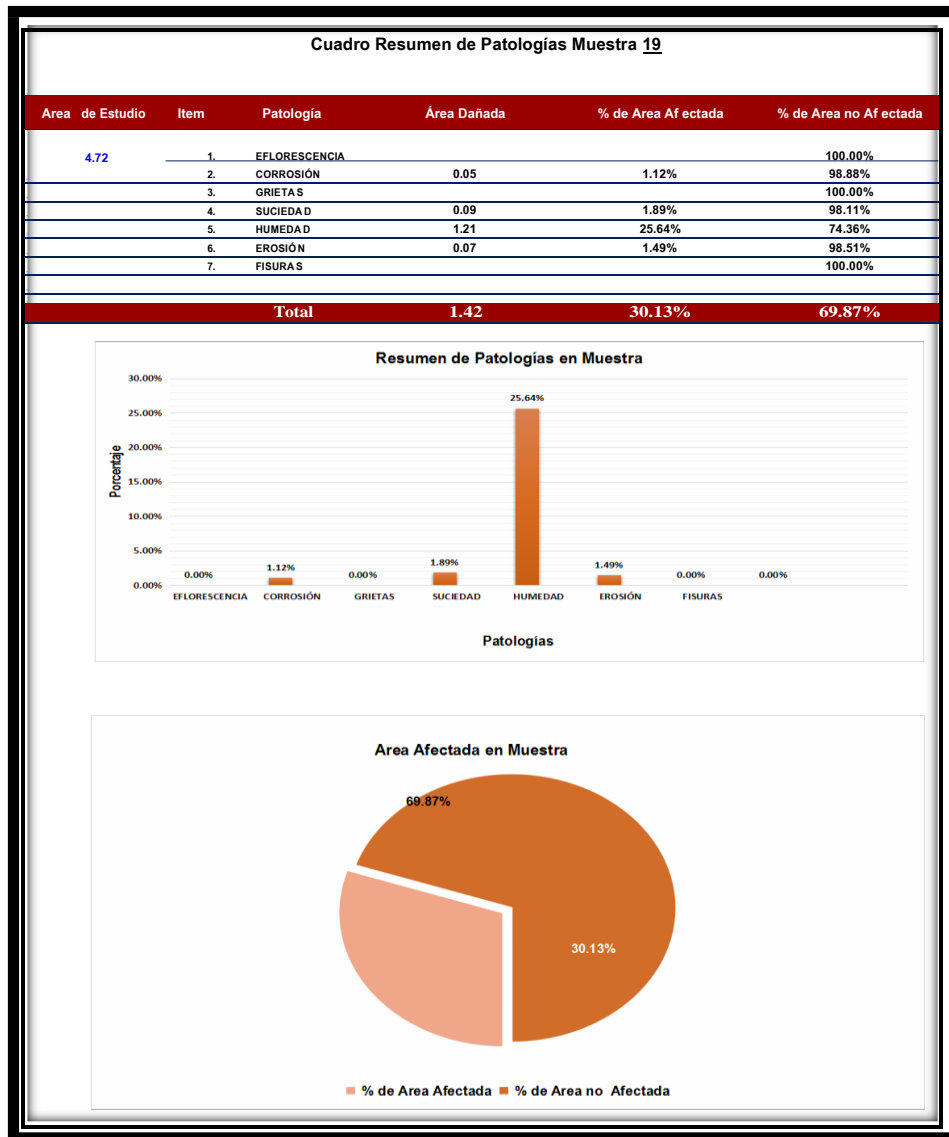 Cuadro Resumen de Patologías Muestra 19
Area de Estudio Item Patología Área Dañada % de Area Af ectada % de Area no Af ectada
4.72 1. EFLORESCENCIA 100.00%
2. CORROSIÓN 0.05 1.12% 98.88%
3. GRIETAS 100.00%
4. SUCIEDAD 0.09 1.89% 98.11%
5. HUMEDAD 1.21 25.64% 74.36%
6. EROSIÓN 0.07 1.49% 98.51%
7. FISURAS 100.00%
Total 1.42 30.13% 69.87%
Resumen de Patologías en Muestra
30.00%
25.64%
25.00%
20.00%
Porcentaje
15.00%
10.00%
5.00%
0.00% 1.12% 0.00% 1.89% 1.49% 0.00% 0.00%
0.00%
EFLORESCENCIA CORROSIÓN GRIETAS SUCIEDAD HUMEDAD EROSIÓN FISURAS
Patologías
Area Afectada en Muestra
69.87%
30.13%
% de Area Afectada % de Area no Afectada